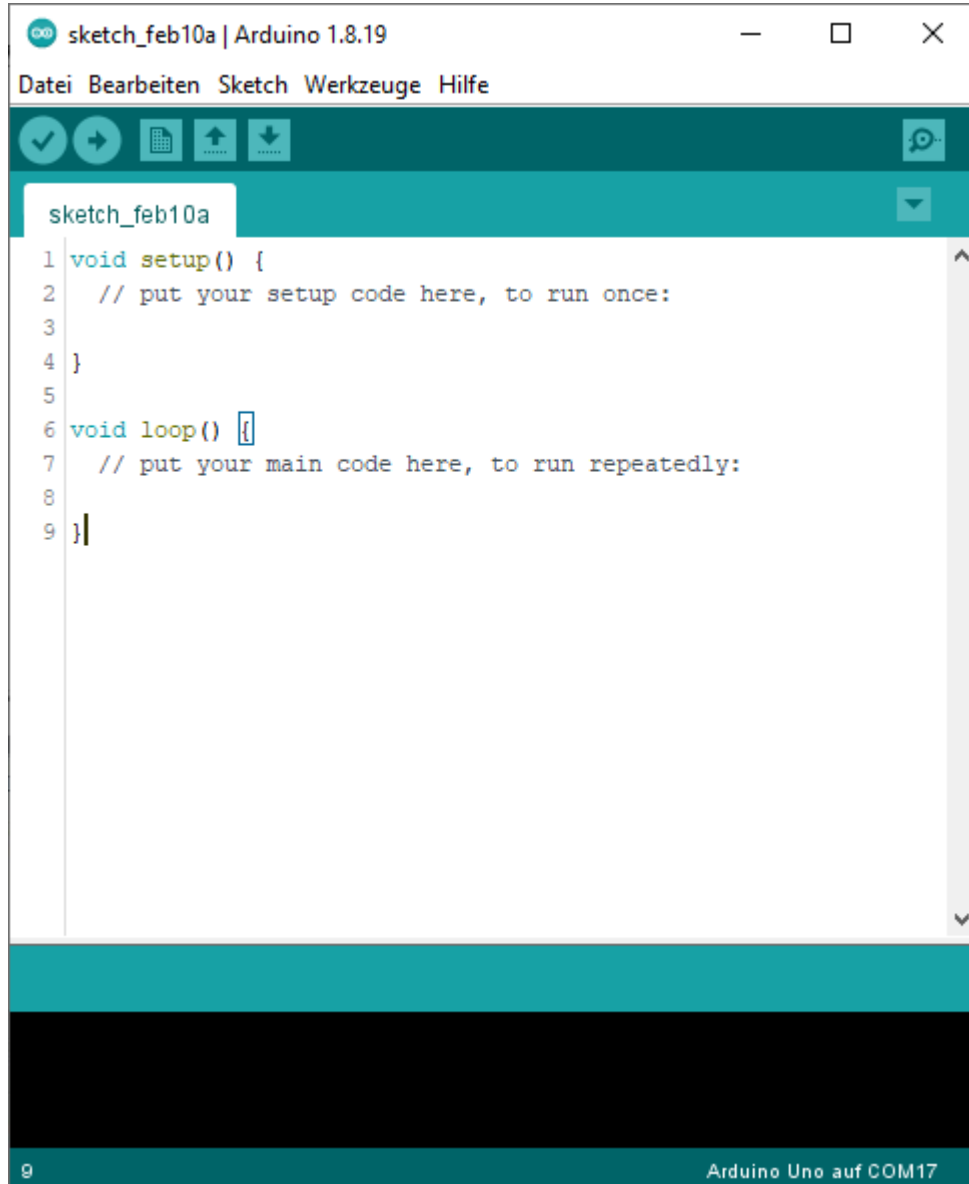 sketch_feb10a | Arduino 1.8.19
Datei Bearbeiten Sketch Werkzeuge Hilfe
sketch_feb10a
1 void setup() {
2   // put your setup code here, to run once:
3
4 }
5
6 void loop() {
7   // put your main code here, to run repeatedly:
8
9 }
9 Arduino Uno auf COM17